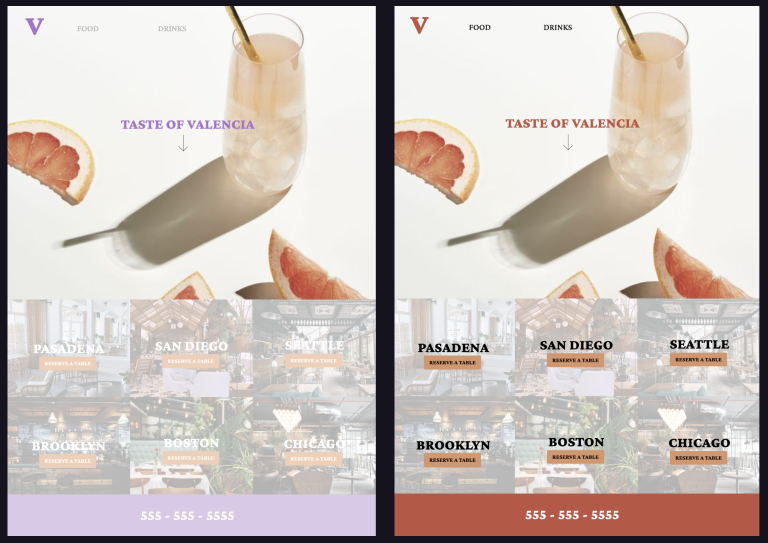 V FOOD DRINKS
TASTE OF VALENCIA
PASADENA SAN DIEGO SEATTLE
RESERVE A TABLE RESERVE A TABLE RESERVE A TABLE
BROOKLYN BOSTON CHICAGO
RESERVE A TABLE RESERVE A TABLE RESERVE A TABLE
555 - 555 - 5555
V FOOD DRINKS
TASTE OF VALENCIA
PASADENA SAN DIEGO SEATTLE
RESERVE A TABLE RESERVE A TABLE RESERVE A TABLE
BROOKLYN BOSTON CHICAGO
RESERVE A TABLE RESERVE A TABLE RESERVE A TABLE
555 - 555 - 5555